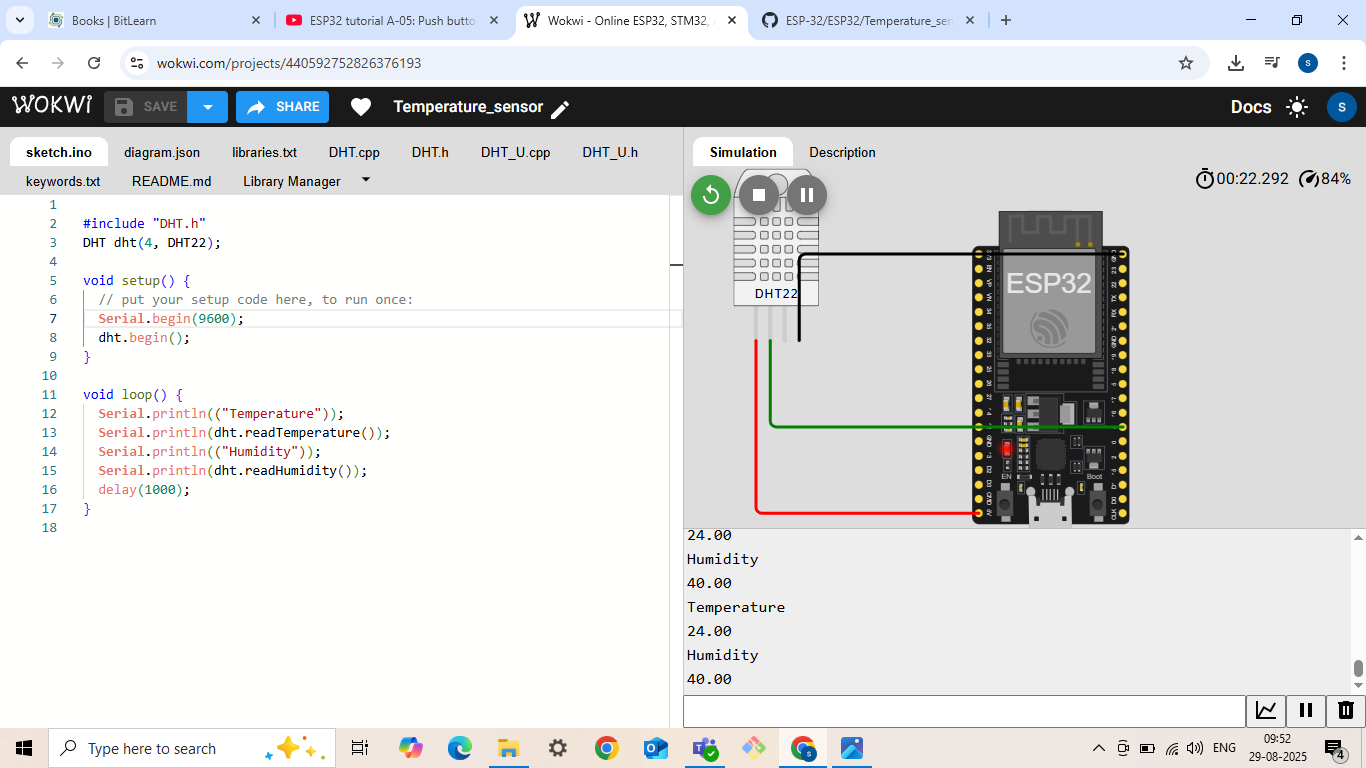 Books | BitLearn
ESP32 tutorial A-05: Push butto
Wokwi - Online ESP32, STM32,
ESP-32/ESP32/Temperature_sen
wokwi.com/projects/440592752826376193
S
WOKWI
SAVE
SHARE
Temperature_sensor
Docs
S
sketch.ino
diagram.json
libraries.txt
DHT.cpp
DHT.h
DHT_U.cpp
DHT_U.h
keywords.txt
README.md
Library Manager
1
2 #include "DHT.h"
3 DHT dht(4, DHT22);
4
5 void setup() {
6 // put your setup code here, to run once:
7 Serial.begin(9600);
8 dht.begin();
9 }
10
11 void loop() {
12 Serial.println(("Temperature"));
13 Serial.println(dht.readTemperature());
14 Serial.println(("Humidity"));
15 Serial.println(dht.readHumidity());
16 delay(1000);
17 }
18
Simulation
Description
00:22.292
84%
DHT22
ESP32
EN
Boot
24.00
Humidity
40.00
Temperature
24.00
Humidity
40.00
Type here to search
ENG
09:52
29-08-2025
4